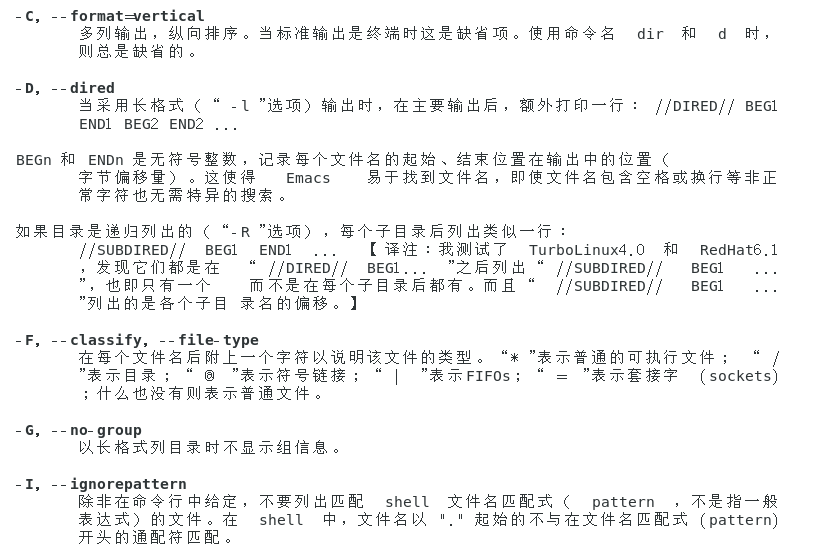 -C, --format=vertical
多列输出，纵向排序。当标准输出是终端时这是缺省项。使用命令名 dir 和 d 时，
则总是缺省的。
-D, --dired
当采用长格式（“-l”选项）输出时，在主要输出后，额外打印一行： //DIRED// BEG1
END1 BEG2 END2 ...
BEGn 和 ENDn 是无符号整数，记录每个文件名的起始、结束位置在输出中的位置（
字节偏移量）。这使得 Emacs 易于找到文件名，即使文件名包含空格或换行等非正
常字符也无需特异的搜索。
如果目录是递归列出的（“-R”选项），每个子目录后列出类似一行：
//SUBDIRED// BEG1 END1 ... 【译注：我测试了 TurboLinux4.0 和 RedHat6.1
，发现它们都是在 “//DIRED// BEG1... ”之后列出“ //SUBDIRED// BEG1 ...
”，也即只有一个 而不是在每个子目录后都有。而且“ //SUBDIRED// BEG1 ...
”列出的是各个子目 录名的偏移。】
-F, --classify, --file-type
在每个文件名后附上一个字符以说明该文件的类型。“* ”表示普通的可执行文件； “ /
”表示目录；“ @ ”表示符号链接；“ | ”表示FIFOs；“ = ”表示套接字 (sockets)
；什么也没有则表示普通文件。
-G, --no-group
以长格式列目录时不显示组信息。
-I, --ignorepattern
除非在命令行中给定，不要列出匹配 shell 文件名匹配式（ pattern ，不是指一般
表达式）的文件。在 shell 中，文件名以 "." 起始的不与在文件名匹配式 (pattern)
开头的通配符匹配。